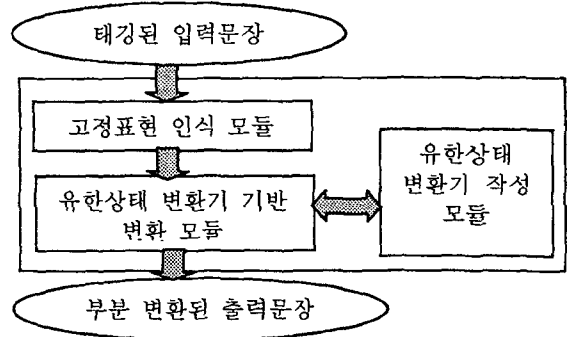 태깅된 입력문장
고정표현 인식 모듈
유한상태 변환기 기반
변환 모듈
유한상태
변환기 작성
모듈
부분 변환된 출력문장